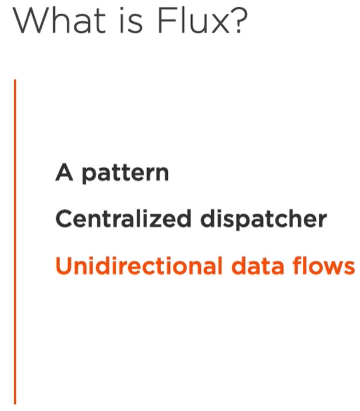 What is Flux?
A pattern
Centralized dispatcher
Unidirectional data flows